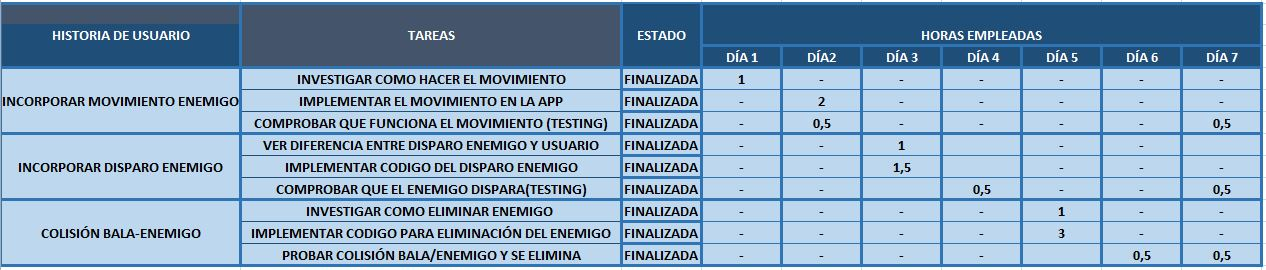 HISTORIA DE USUARIO TAREAS ESTADO HORAS EMPLEADAS
DÍA 1 DÍA2 DÍA 3 DÍA 4 DÍA 5 DÍA 6 DÍA 7
INCORPORAR MOVIMIENTO ENEMIGO
INVESTIGAR COMO HACER EL MOVIMIENTO FINALIZADA 1 - - - - - -
IMPLEMENTAR EL MOVIMIENTO EN LA APP FINALIZADA - 2 - - - - -
COMPROBAR QUE FUNCIONA EL MOVIMIENTO (TESTING) FINALIZADA - 0,5 - - - - 0,5
INCORPORAR DISPARO ENEMIGO
VER DIFERENCIA ENTRE DISPARO ENEMIGO Y USUARIO FINALIZADA - - 1 - - -
IMPLEMENTAR CODIGO DEL DISPARO ENEMIGO FINALIZADA - - 1,5 - - -
COMPROBAR QUE EL ENEMIGO DISPARA(TESTING) FINALIZADA - - - 0,5 - - 0,5
COLISIÓN BALA-ENEMIGO
INVESTIGAR COMO ELIMINAR ENEMIGO FINALIZADA - - - - 1 - -
IMPLEMENTAR CODIGO PARA ELIMINACIÓN DEL ENEMIGO FINALIZADA - - - - 3 - -
PROBAR COLISIÓN BALA/ENEMIGO Y SE ELIMINA FINALIZADA - - - - 0,5 0,5